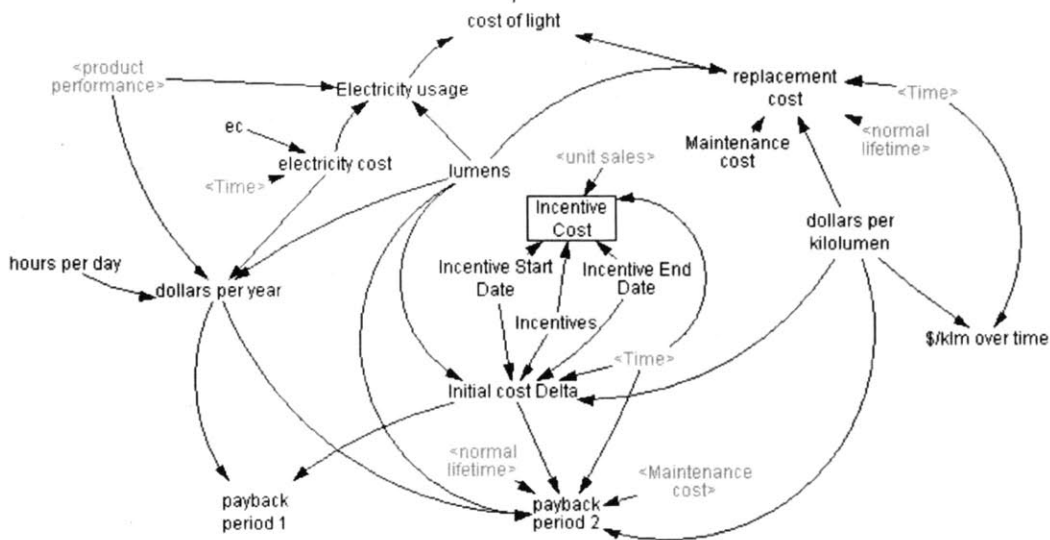 cost of light
<product
performance>
Electricity usage
replacement
cost
<Time>
ec
electricity cost
<Time>
lumens
<unit sales>
Maintenance
cost
<normal
lifetime>
Incentive
Cost
dollars per
kilolumen
hours per day
dollars per year
Incentive Start
Date
Incentive End
Date
Incentives
$/klm over time
<Time>
Initial cost Delta
<normal
lifetime>
<Maintenance
cost>
payback
period 1
payback
period 2